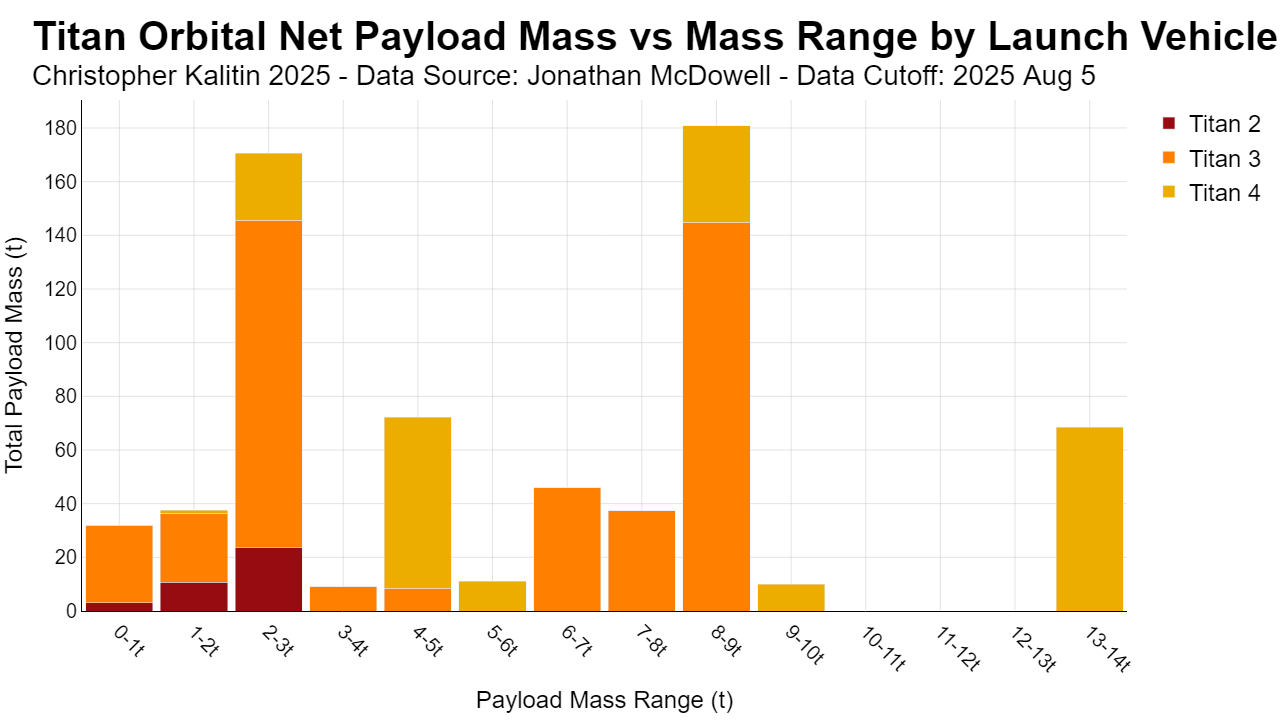 Titan Orbital Net Payload Mass vs Mass Range by Launch Vehicle
Christopher Kalitin 2025 - Data Source: Jonathan McDowell - Data Cutoff: 2025 Aug 5
Titan 2
Titan 3
Titan 4
Total Payload Mass (t)
180
160
140
120
100
80
60
40
20
0
0-1t
1-2t
2-3t
3-4t
4-5t
5-6t
6-7t
7-8t
8-9t
9-10t
10-11t
11-12t
12-13t
13-14t
Payload Mass Range (t)